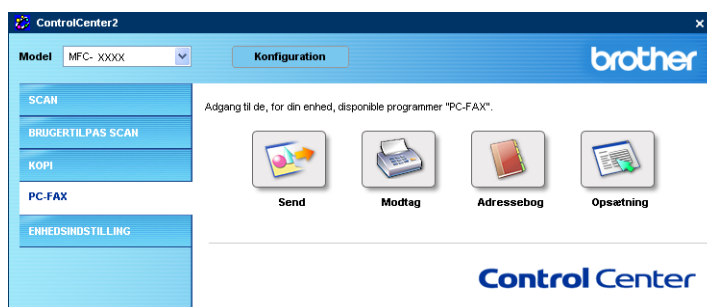 ControlCenter2
Model MFC- XXXX Konfiguration brother
SCAN
Adgang til de, for din enhed, disponible programmer "PC-FAX".
BRUGERTILPAS SCAN
KOPI
PC-FAX
Send Modtag Adressebog Opsætning
ENHEDSINDSTILLING
Control Center